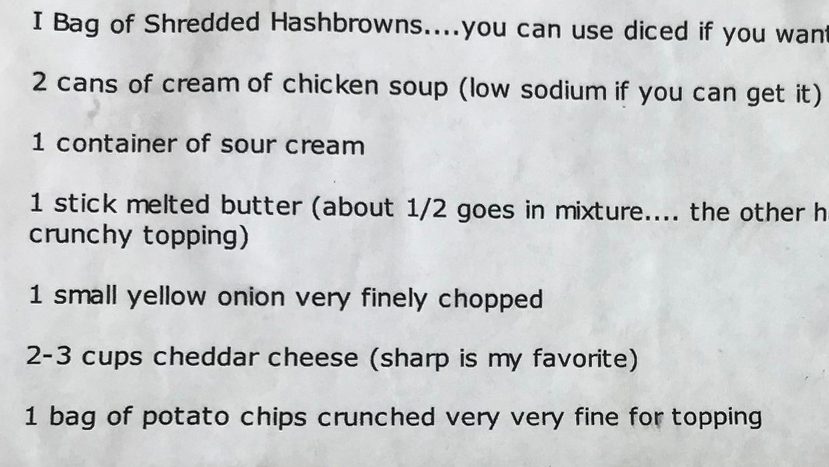 I Bag of Shredded Hashbrowns....you can use diced if you want
2 cans of cream of chicken soup (low sodium if you can get it)
1 container of sour cream
1 stick melted butter (about 1/2 goes in mixture.... the other
crunchy topping)
1 small yellow onion very finely chopped
2-3 cups cheddar cheese (sharp is my favorite)
1 bag of potato chips crunched very very fine for topping